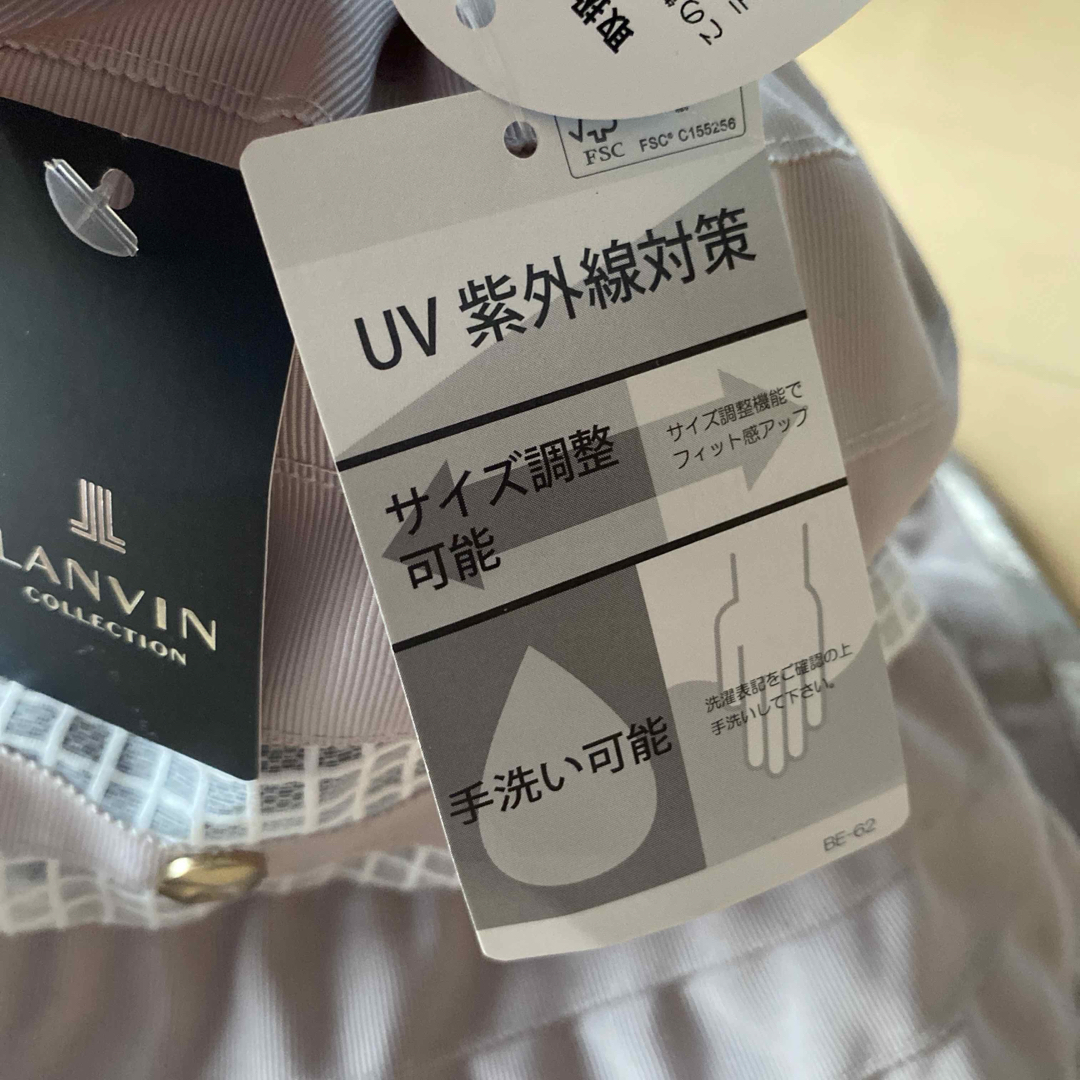 取扱
FSC
FSC® C155256
UV 紫外線対策
サイズ調整
可能
サイズ調整機能で
フィット感アップ
手洗い可能
洗濯表記をご確認の上
手洗いして下さい。
BE-62
LANVIN
COLLECTION